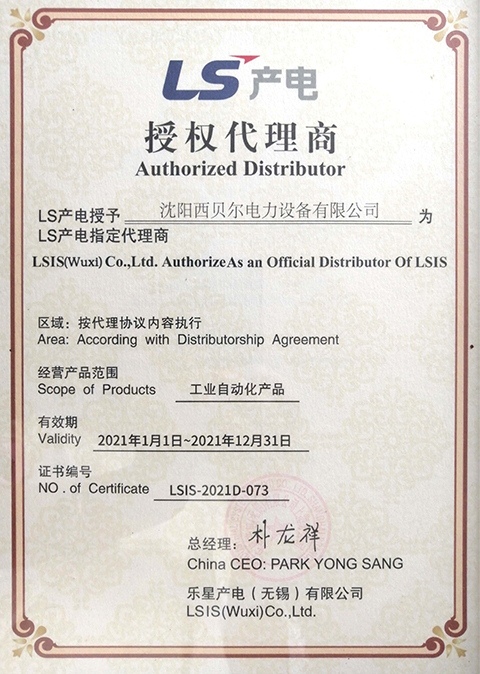 LS产电
授权代理商
Authorized Distributor
LS产电授予 沈阳西贝尔电力设备有限公司 为
LS产电指定代理商
LSIS(Wuxi) Co.,Ltd. AuthorizeAs an Official Distributor Of LSIS
区域：按代理协议内容执行
Area: According with Distributorship Agreement
经营产品范围
Scope of Products 工业自动化产品
有效期
Validity 2021年1月1日~2021年12月31日
证书编号
NO . of Certificate LSIS-2021D-073
总经理：朴龙祥
China CEO: PARK YONG SANG
乐星产电（无锡）有限公司
LSIS(Wuxi)Co.,Ltd.